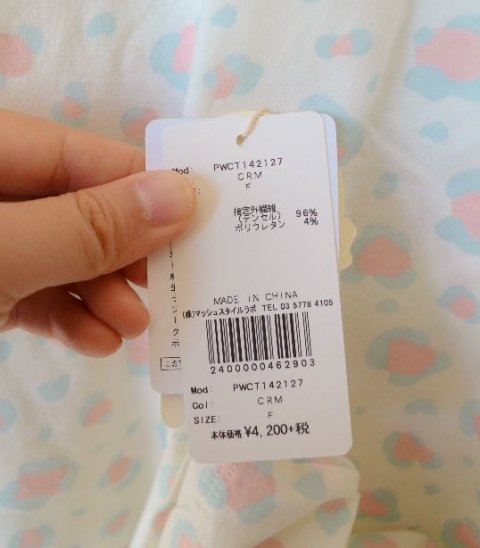 Mod: PWCT142127
CRM
F
指定外繊維
(テンセル) 96%
ポリウレタン 4%
MADE IN CHINA
(株)マッシュスタイルラボ TEL 03 5778 4105
2400000462903
Mod: PWCT142127
Col: CRM
SIZE: F
本体価格 ¥4,200+税